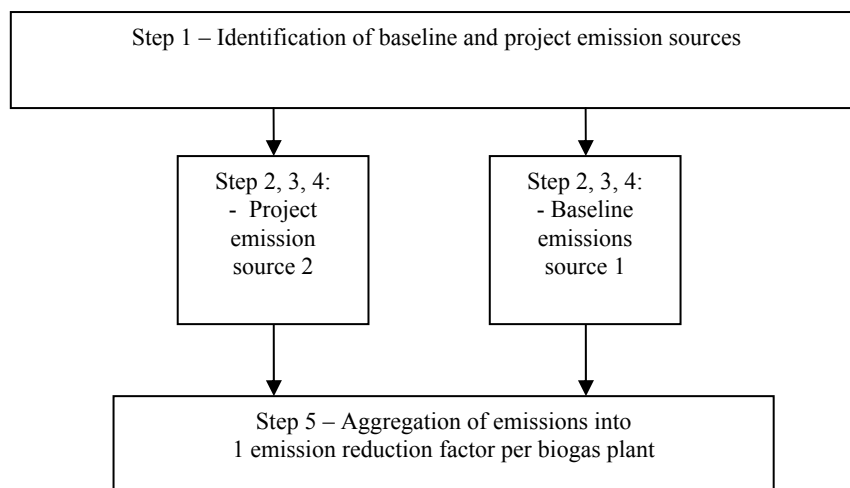 Step 1 – Identification of baseline and project emission sources
Step 2, 3, 4:
- Project
emission
source 2
Step 2, 3, 4:
- Baseline
emissions
source 1
Step 5 – Aggregation of emissions into
1 emission reduction factor per biogas plant